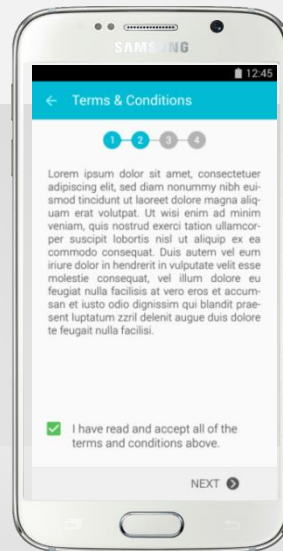 SAMSUNG
12:45
Terms & Conditions
1 2 3 4
Lorem ipsum dolor sit amet, consectetuer
adipiscing elit, sed diam nonummy nibh eui-
smod tincidunt ut laoreet dolore magna aliq-
uam erat volutpat. Ut wisi enim ad minim
veniam, quis nostrud exerci tation ullamcor-
per suscipit lobortis nisl ut aliquip ex ea
commodo consequat. Duis autem vel eum
iriure dolor in hendrerit in vulputate velit esse
molestie consequat, vel illum dolore eu
feugiat nulla facilisis at vero eros et accum-
san et iusto odio dignissim qui blandit prae-
sent luptatum zzril delenit augue duis dolore
te feugait nulla facilisi.
I have read and accept all of the
terms and conditions above.
NEXT